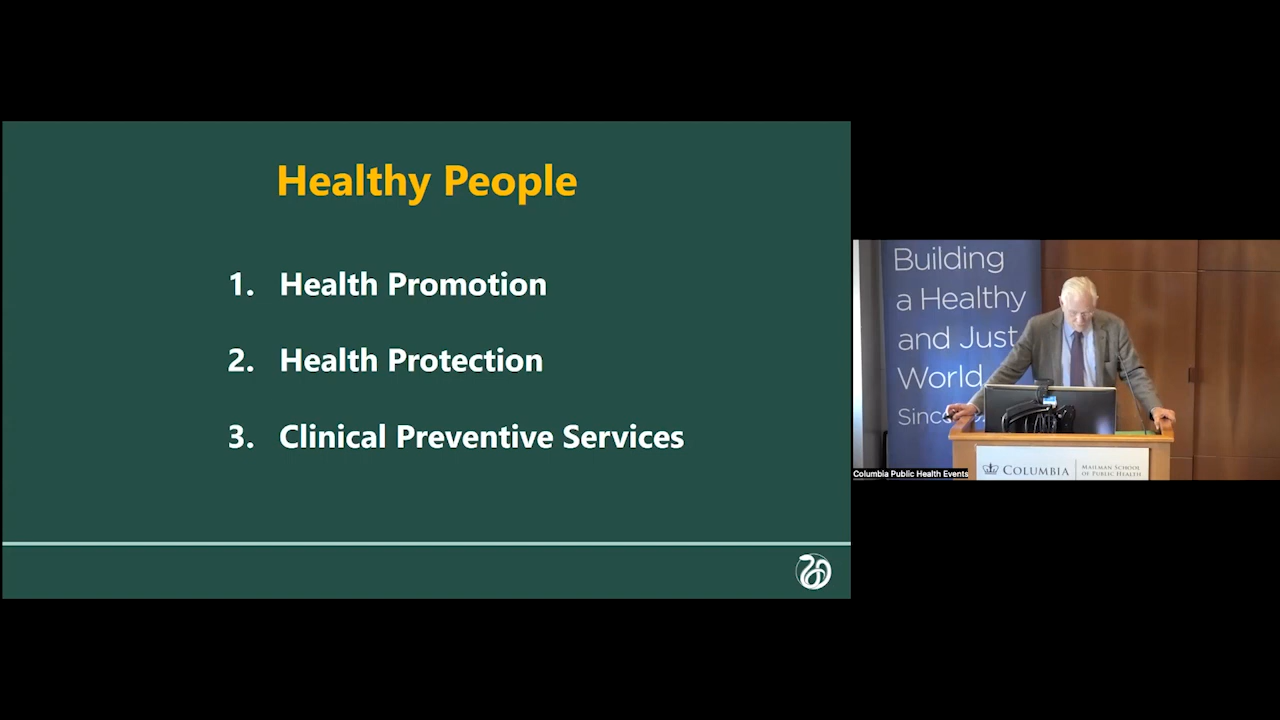 Healthy People
1. Health Promotion
2. Health Protection
3. Clinical Preventive Services
Building
a Healthy
and Just
World
Columbia Public Health Events
COLUMBIA
MAILMAN SCHOOL
OF PUBLIC HEALTH